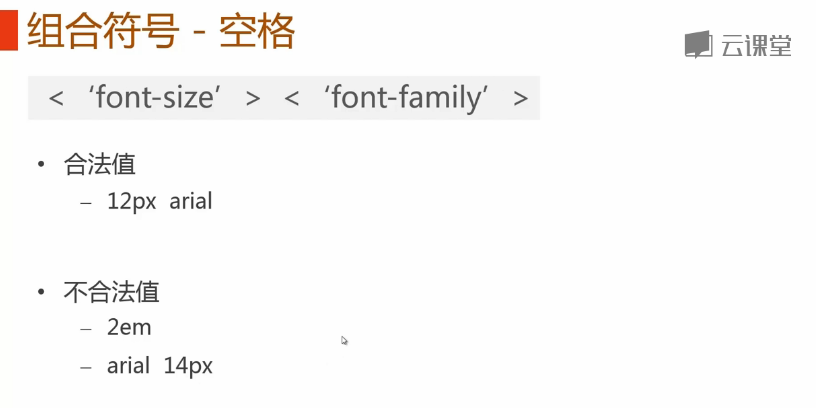 组合符号 - 空格
云课堂
< ‘font-size’ > < ‘font-family’ >
• 合法值
– 12px arial
• 不合法值
– 2em
– arial 14px